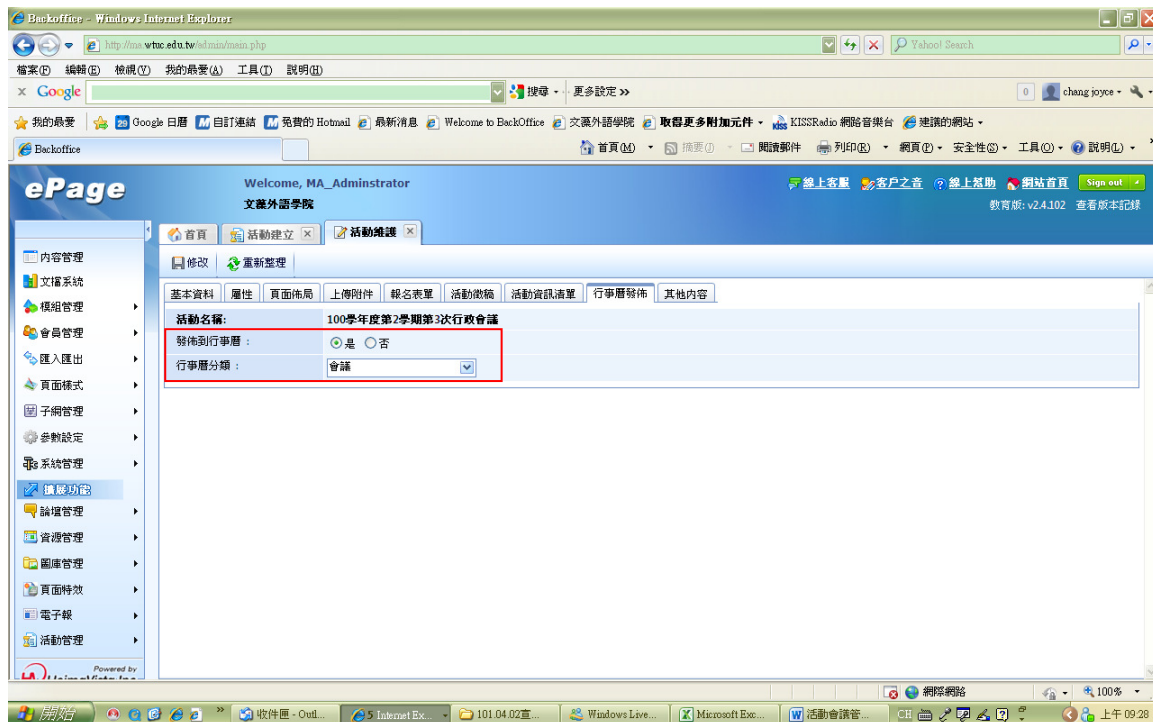 Backoffice - Windows Internet Explorer
http://ma.wtuc.edu.tw/admin/main.php
Yahoo! Search
檔案(F) 編輯(E) 檢視(V) 我的最愛(A) 工具(T) 說明(H)
x Google 搜尋 更多設定 >> 0 chang joyce
我的最愛 Google 日曆 自訂連結 免費的 Hotmail 最新消息 Welcome to BackOffice 文藻外語學院 取得更多附加元件 KISSRadio 網路音樂台 建議的網站
Backoffice 首頁(M) 摘要(J) 閱讀郵件 列印(R) 網頁(P) 安全性(S) 工具(O) 說明(L)
ePage Welcome, MA_Adminstrator 線上客服 客戶之音 線上幫助 網站首頁 Sign out
文藻外語學院 教育版: v2.4.102 查看版本記錄
首頁 活動建立 活動維護
修改 重新整理
基本資料 屬性 頁面佈局 上傳附件 報名表單 活動徵稿 活動資訊清單 行事曆發佈 其他內容
活動名稱: 100學年度第2學期第3次行政會議
發佈到行事曆: 是 否
行事曆分類: 會議
內容管理
文檔系統
模組管理
會員管理
匯入匯出
頁面樣式
子網管理
參數設定
系統管理
擴展功能
論壇管理
資源管理
圖庫管理
頁面特效
電子報
活動管理
Powered by
網際網路 100%
開始 收件匣 - Outl... 5 Internet Ex... 101.04.02宣... Windows Live... Microsoft Exc... 活動會議管... CH 上午 09:28